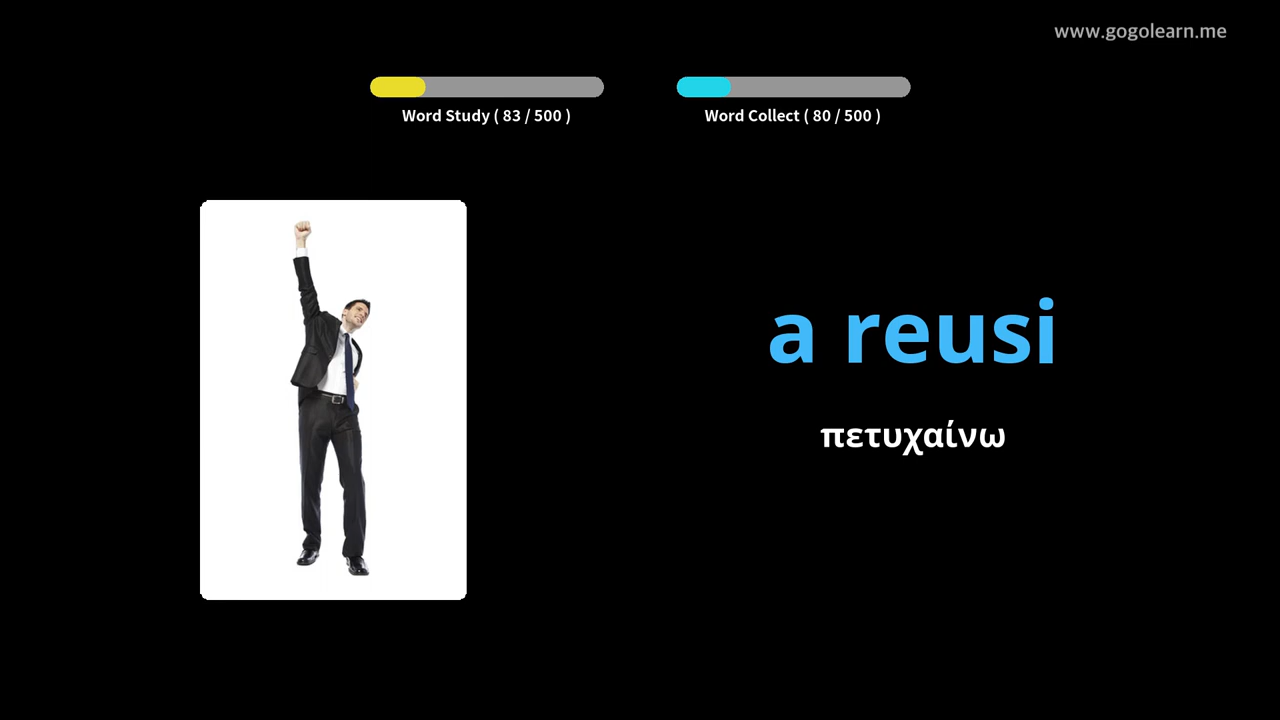 www.gogolearn.me
Word Study ( 83 / 500 )
Word Collect ( 80 / 500 )
a reusi
πετυχαίνω